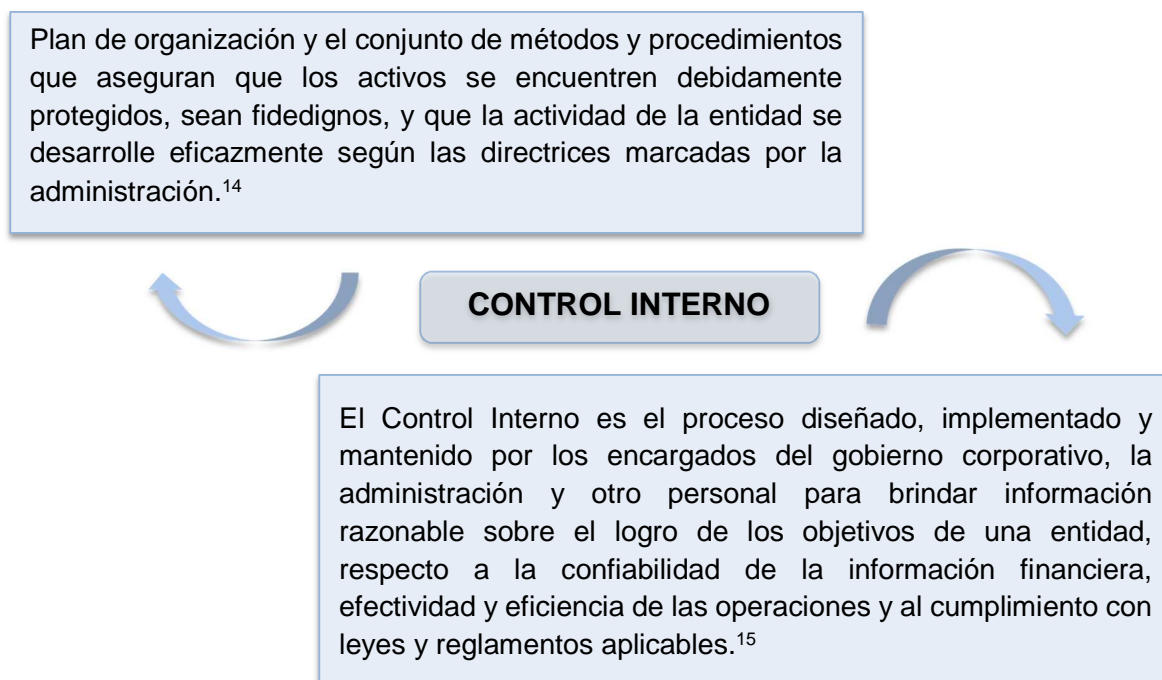 Plan de organización y el conjunto de métodos y procedimientos
que aseguran que los activos se encuentren debidamente
protegidos, sean fidedignos, y que la actividad de la entidad se
desarrolle eficazmente según las directrices marcadas por la
administración.¹⁴
CONTROL INTERNO
El Control Interno es el proceso diseñado, implementado y
mantenido por los encargados del gobierno corporativo, la
administración y otro personal para brindar información
razonable sobre el logro de los objetivos de una entidad,
respecto a la confiabilidad de la información financiera,
efectividad y eficiencia de las operaciones y al cumplimiento con
leyes y reglamentos aplicables.¹⁵